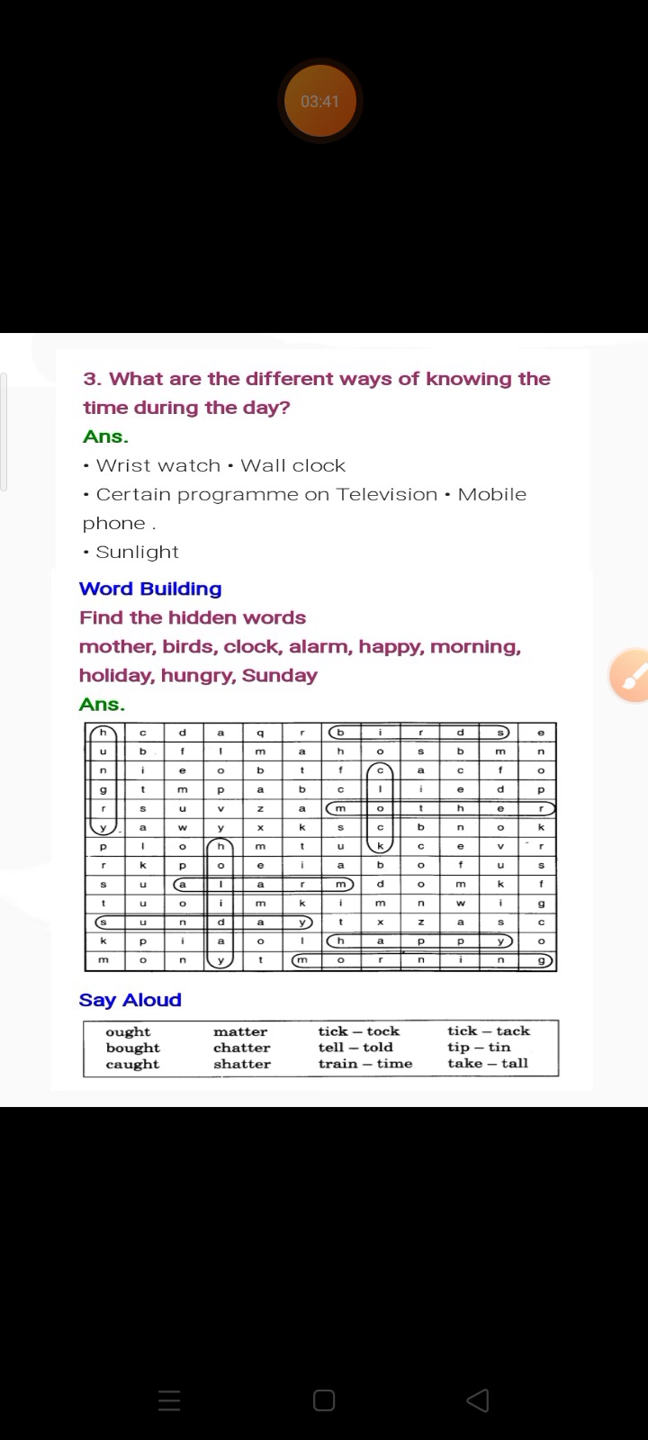 03:41
3. What are the different ways of knowing the
time during the day?
Ans.
• Wrist watch • Wall clock
• Certain programme on Television • Mobile
phone .
• Sunlight
Word Building
Find the hidden words
mother, birds, clock, alarm, happy, morning,
holiday, hungry, Sunday
Ans.
h c d a q r b i r d s e
u b f l m a h o s b m n
n i e o b t f c a c f o
g t m p a b c l i e d p
r s u v z a m o t h e r
y a w y x k s c b n o k
p l o h m t u k c e v r
r k p o e i a b o f u s
s u a l a r m d o m k f
t u o i m k i m n w i g
s u n d a y t x z a s c
k p i a o l h a p p y o
m o n y t m o r n i n g
Say Aloud
ought matter tick – tock tick – tack
bought chatter tell – told tip – tin
caught shatter train – time take – tall